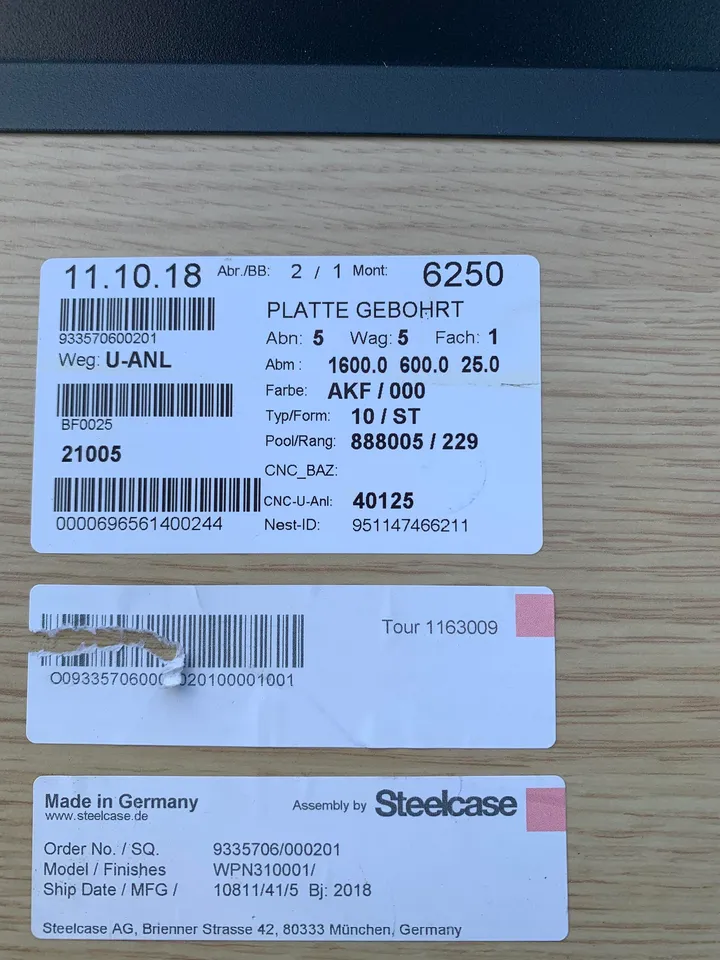 11.10.18 Abr./BB: 2 / 1 Mont: 6250
933570600201
Weg: U-ANL
BF0025
21005
0000696561400244
PLATTE GEBOHRT
Abn: 5 Wag: 5 Fach: 1
Abm : 1600.0 600.0 25.0
Farbe: AKF / 000
Typ/Form: 10 / ST
Pool/Rang: 888005 / 229
CNC_BAZ:
CNC-U-Anl: 40125
Nest-ID: 951147466211
Tour 1163009
Made in Germany
www.steelcase.de
Assembly by Steelcase
Order No. / SQ. 9335706/000201
Model / Finishes WPN310001/
Ship Date / MFG / 10811/41/5 Bj: 2018
Steelcase AG, Brienner Strasse 42, 80333 München, Germany